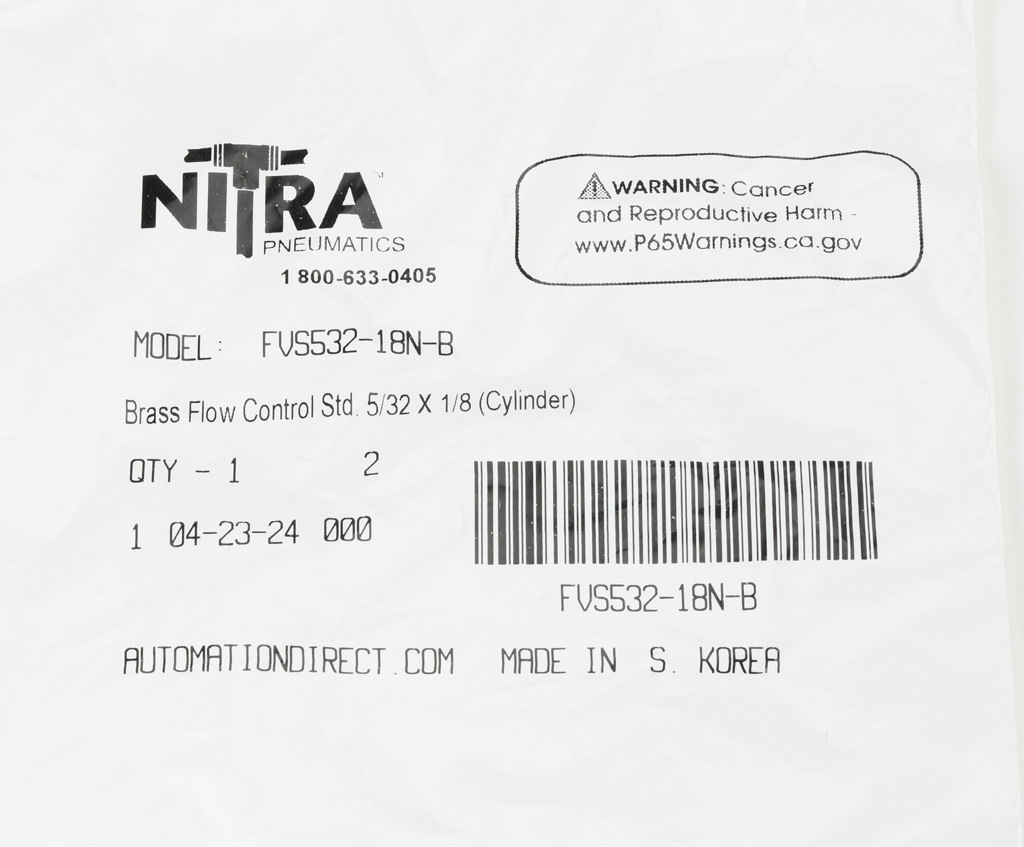 NITRA™
PNEUMATICS
1 800-633-0405
⚠WARNING: Cancer
and Reproductive Harm -
www.P65Warnings.ca.gov
MODEL: FVS532-18N-B
Brass Flow Control Std. 5/32 X 1/8 (Cylinder)
QTY - 1 2
1 04-23-24 000
FVS532-18N-B
AUTOMATIONDIRECT.COM MADE IN S. KOREA